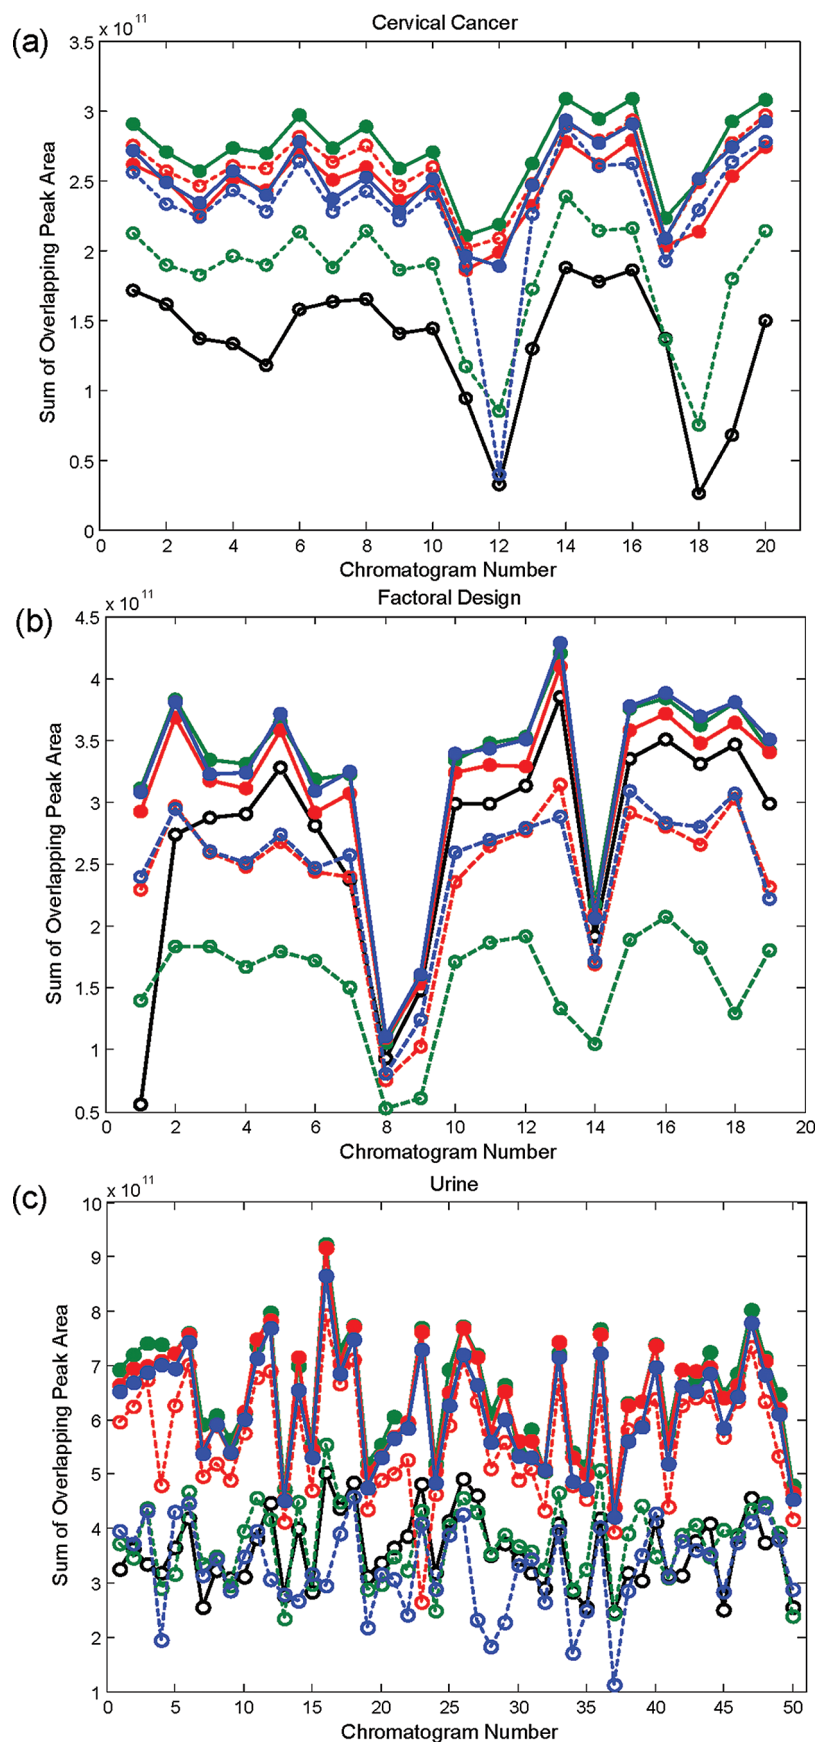 (a)
x 10^11
Cervical Cancer
Sum of Overlapping Peak Area
3.5
3
2.5
2
1.5
1
0.5
0
0 2 4 6 8 10 12 14 16 18 20
Chromatogram Number
(b)
x 10^11
Factoral Design
Sum of Overlapping Peak Area
4.5
4
3.5
3
2.5
2
1.5
1
0.5
0 2 4 6 8 10 12 14 16 18 20
Chromatogram Number
(c)
x 10^11
Urine
Sum of Overlapping Peak Area
10
9
8
7
6
5
4
3
2
1
0 5 10 15 20 25 30 35 40 45 50
Chromatogram Number